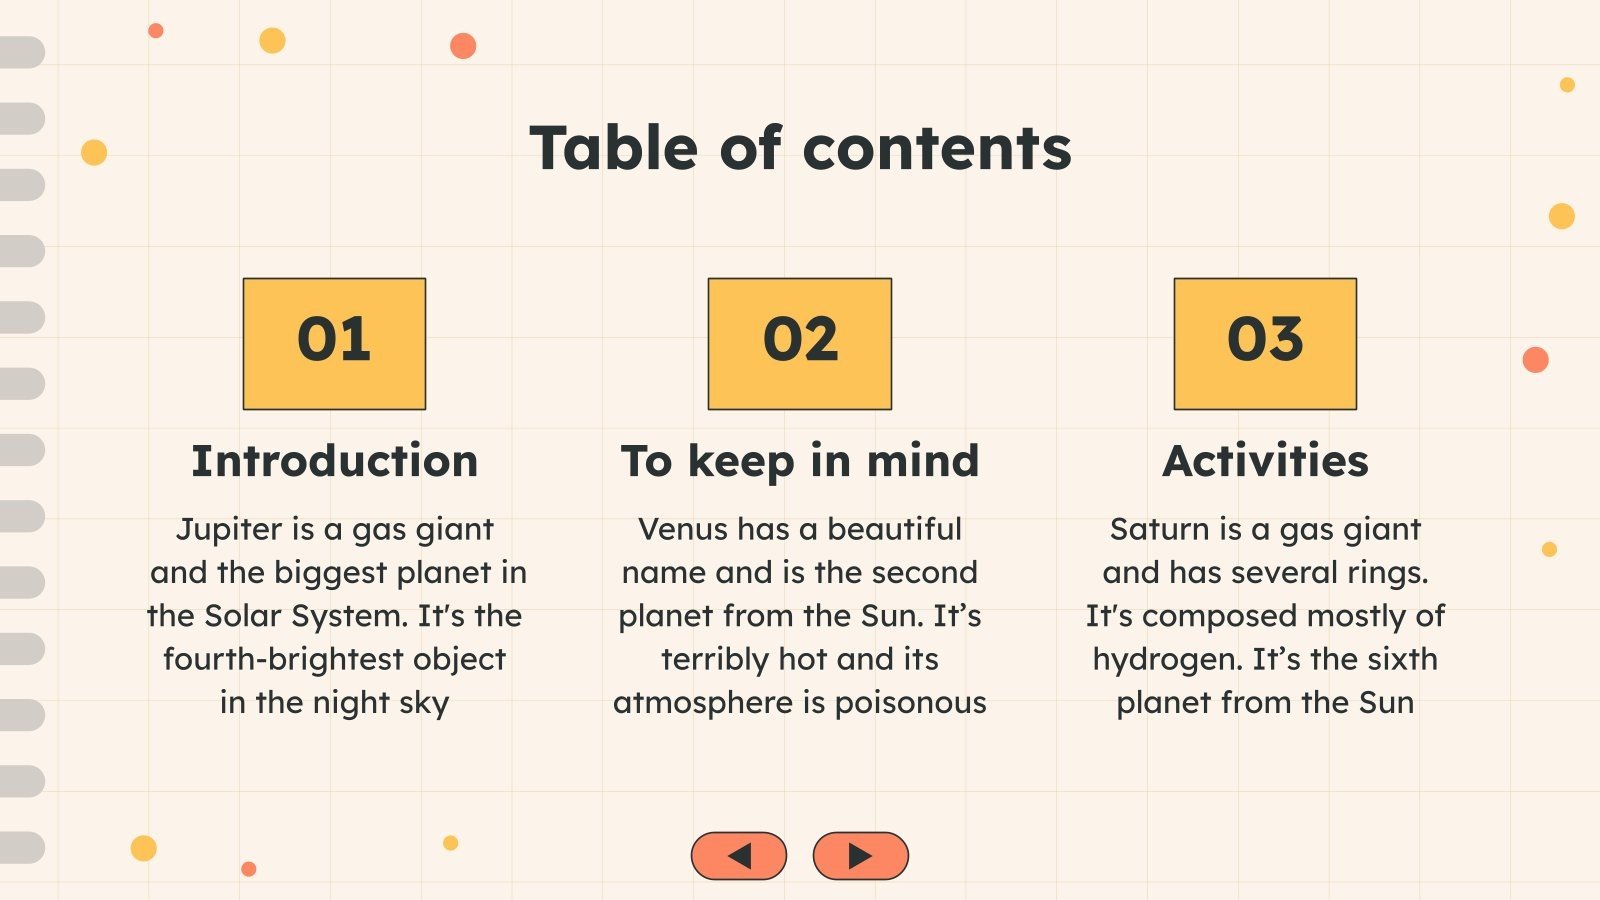 Table of contents
01
Introduction
Jupiter is a gas giant
and the biggest planet in
the Solar System. It's the
fourth-brightest object
in the night sky
02
To keep in mind
Venus has a beautiful
name and is the second
planet from the Sun. It’s
terribly hot and its
atmosphere is poisonous
03
Activities
Saturn is a gas giant
and has several rings.
It's composed mostly of
hydrogen. It’s the sixth
planet from the Sun